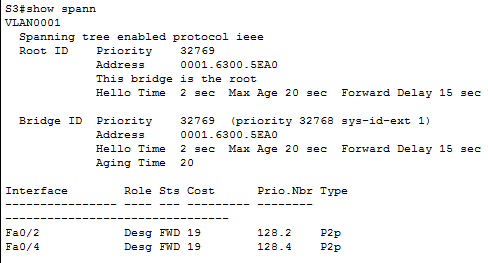 S3#show spann
VLAN0001
  Spanning tree enabled protocol ieee
  Root ID    Priority    32769
             Address     0001.6300.5EA0
             This bridge is the root
             Hello Time  2 sec  Max Age 20 sec  Forward Delay 15 sec

  Bridge ID  Priority    32769  (priority 32768 sys-id-ext 1)
             Address     0001.6300.5EA0
             Hello Time  2 sec  Max Age 20 sec  Forward Delay 15 sec
             Aging Time  20

Interface        Role Sts Cost      Prio.Nbr Type
---------------- ---- --- --------- --------
--------------------------------
Fa0/2            Desg FWD 19        128.2    P2p
Fa0/4            Desg FWD 19        128.4    P2p